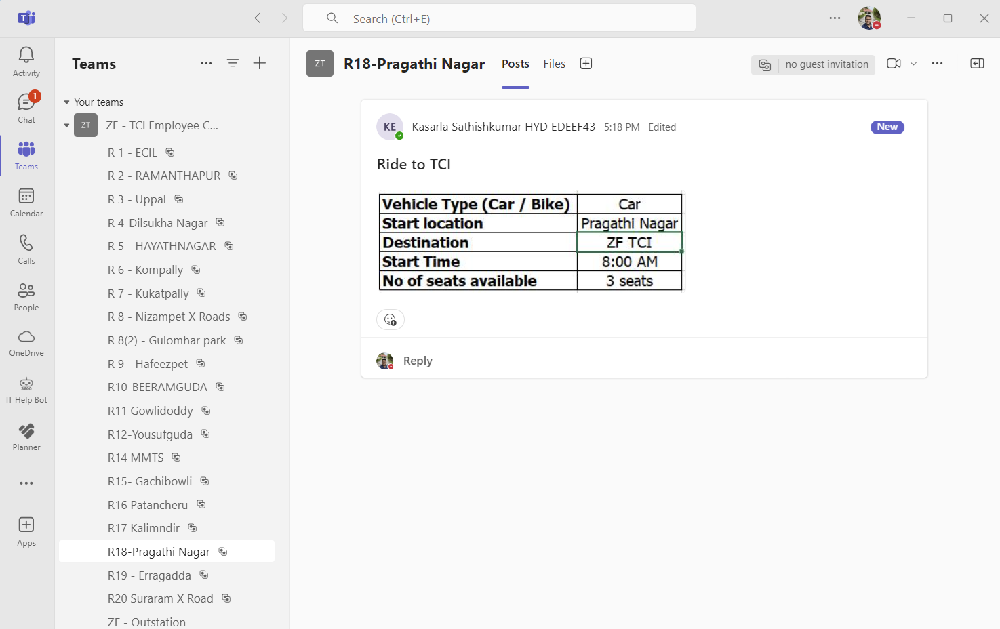 Search (Ctrl+E)
Activity
1
Chat
Teams
Calendar
Calls
People
OneDrive
3600
IT Help Bot
Planner
Apps
Teams
Your teams
ZT
ZF - TCI Employee C...
R 1 - ECIL
R 2 - RAMANTHAPUR
R 3 - Uppal
R 4-Dilsukha Nagar
R 5 - HAYATHNAGAR
R 6 - Kompally
R 7 - Kukatpally
R 8 - Nizampet X Roads
R 8(2) - Gulomhar park
R 9 - Hafeezpet
R10-BEERAMGUDA
R11 Gowlidoddy
R12-Yousufguda
R14 MMTS
R15- Gachibowli
R16 Patancheru
R17 Kalimndir
R18-Pragathi Nagar
R19 - Erragadda
R20 Suraram X Road
ZF - Outstation
ZT R18-Pragathi Nagar Posts Files no guest invitation
KE Kasarla Sathishkumar HYD EDEEF43 5:18 PM Edited New
Ride to TCI
Vehicle Type (Car / Bike) Car
Start location Pragathi Nagar
Destination ZF TCI
Start Time 8:00 AM
No of seats available 3 seats
Reply